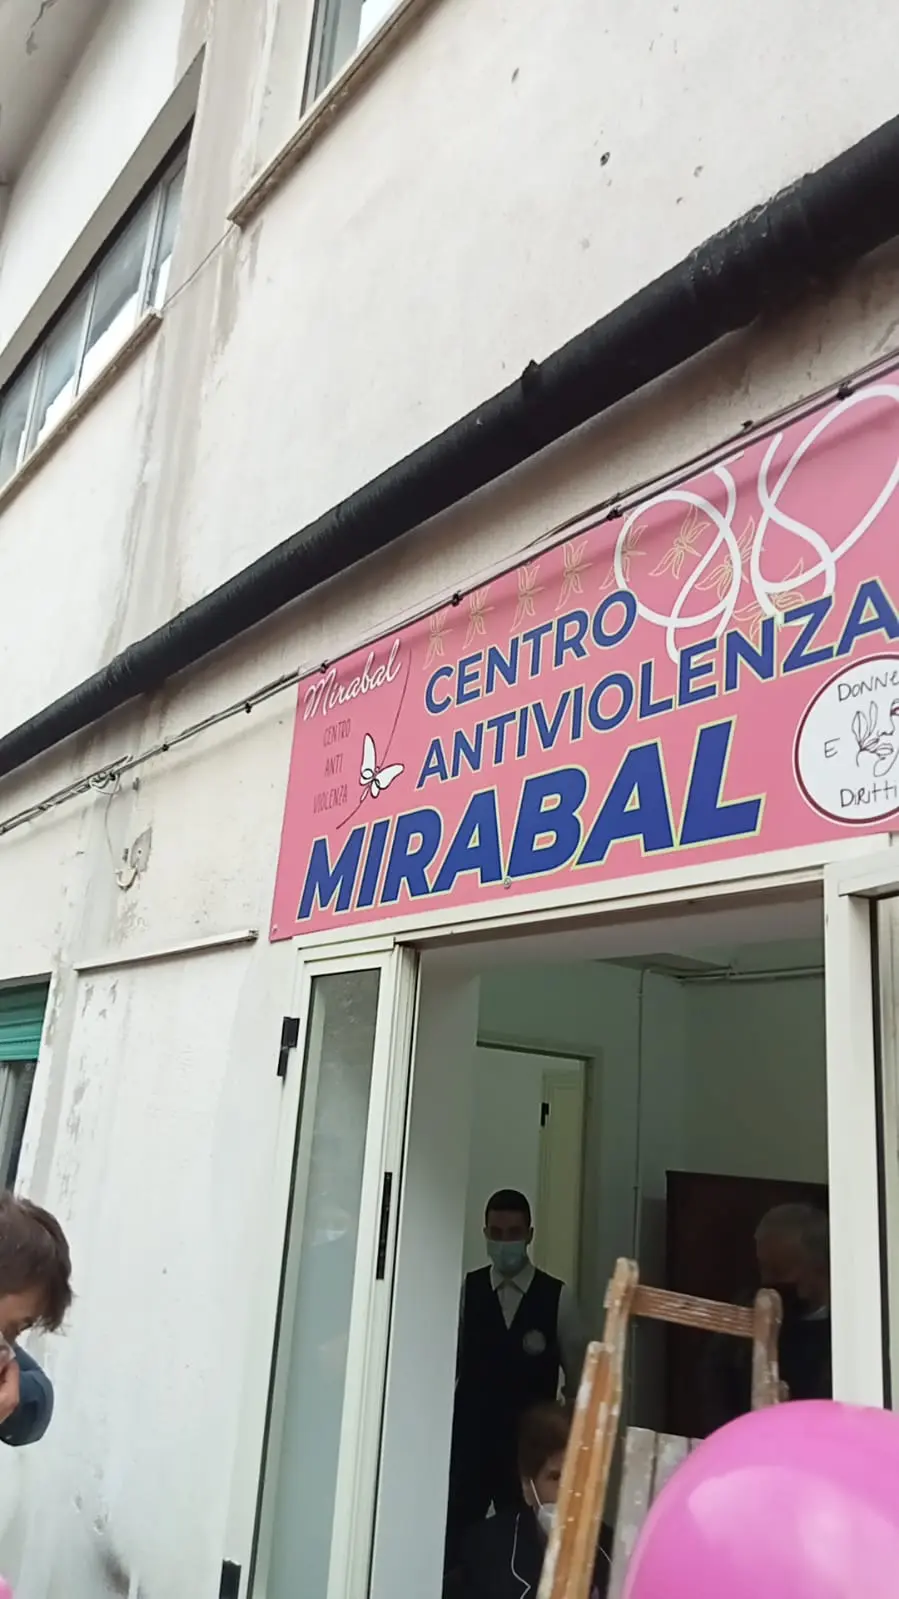 Mirabal
CENTRO
ANTI
VIOLENZA
CENTRO
ANTIVIOLENZA
MIRABAL
DONNE
E
DIRITTI